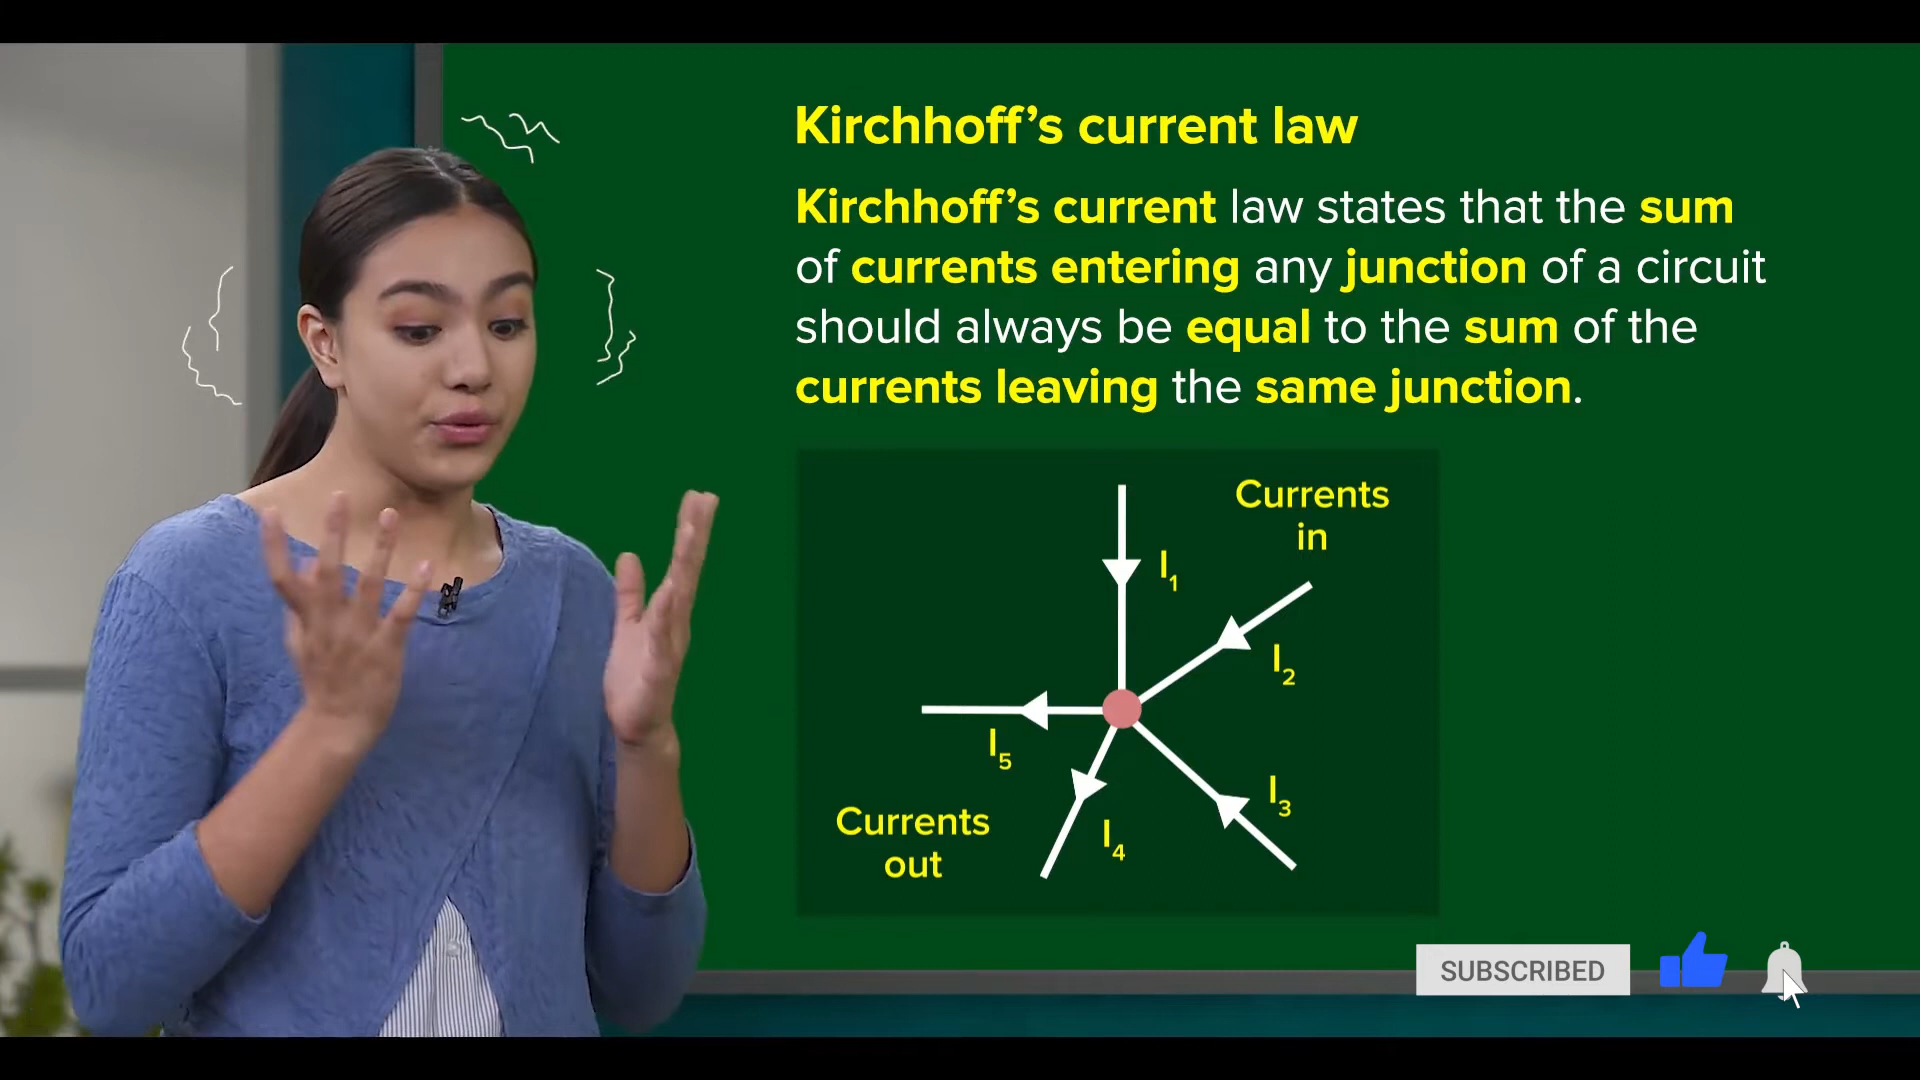 Kirchhoff’s current law
Kirchhoff’s current law states that the sum
of currents entering any junction of a circuit
should always be equal to the sum of the
currents leaving the same junction.
Currents
in
I₁
I₂
I₅
I₃
Currents
out
I₄
SUBSCRIBED